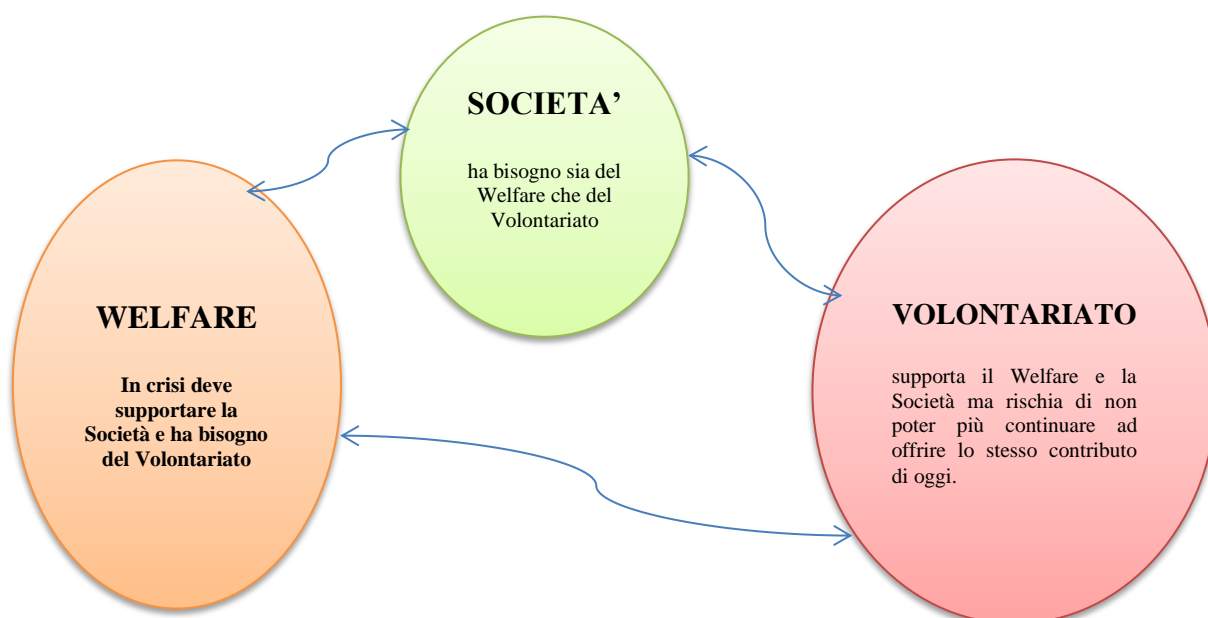 SOCIETA’
ha bisogno sia del
Welfare che del
Volontariato
WELFARE
In crisi deve
supportare la
Società e ha bisogno
del Volontariato
VOLONTARIATO
supporta il Welfare e la
Società ma rischia di non
poter più continuare ad
offrire lo stesso contributo
di oggi.